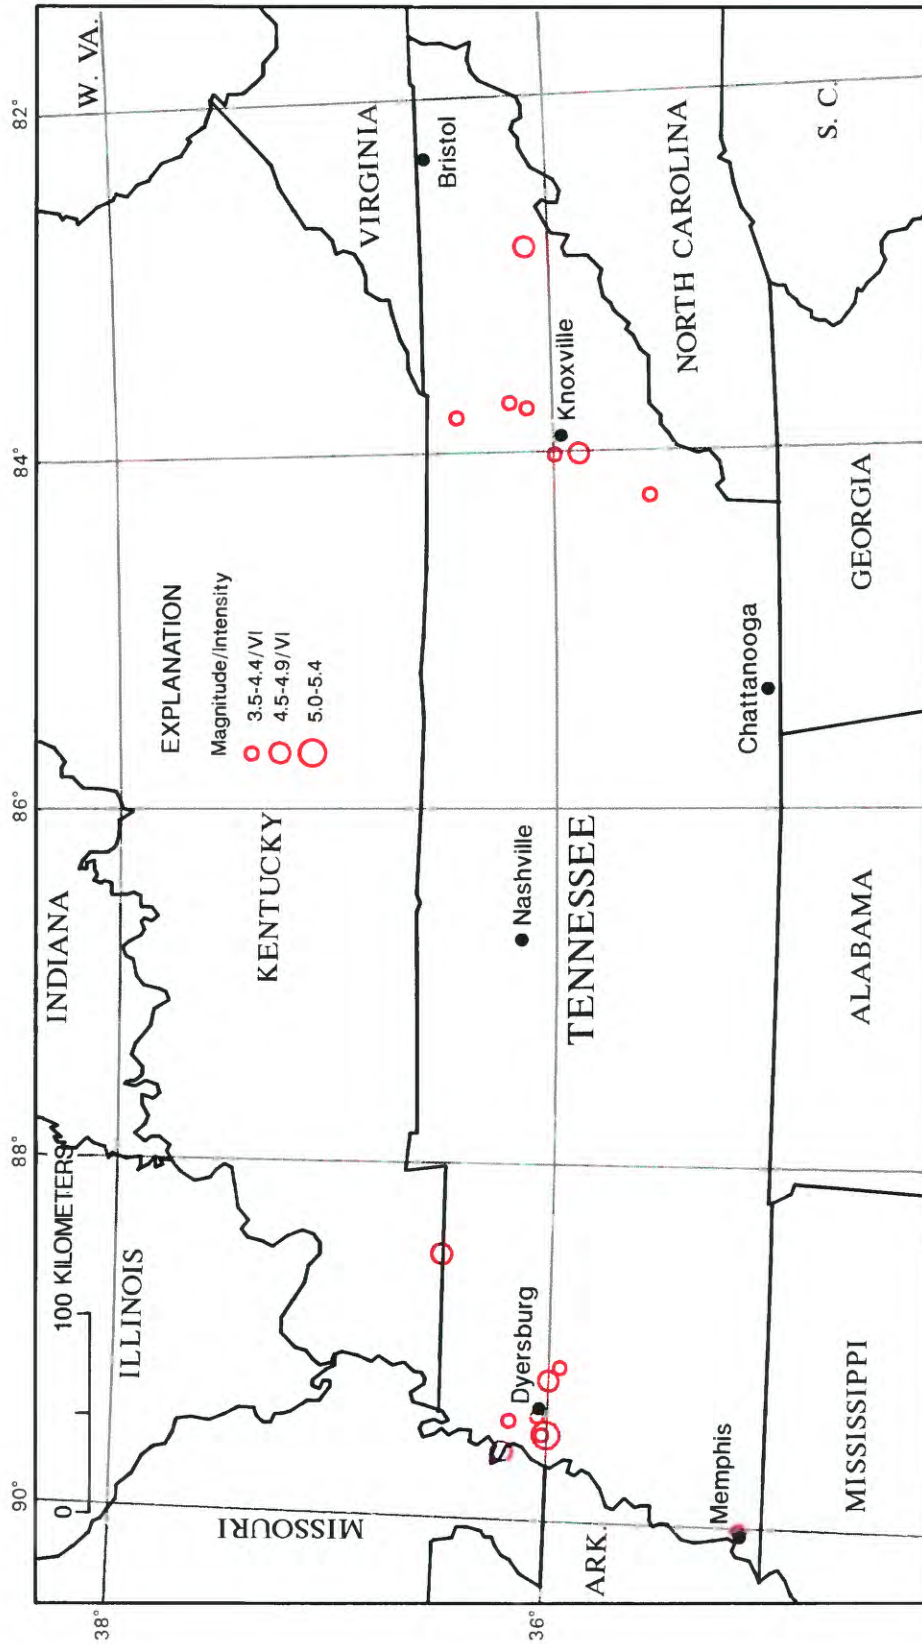 90°
88°
86°
84°
82°
38°
36°
0
100 KILOMETERS
ILLINOIS
INDIANA
W. VA.
MISSOURI
KENTUCKY
EXPLANATION
Magnitude/Intensity
3.5-4.4/VI
4.5-4.9/VI
5.0-5.4
VIRGINIA
Bristol
Dyersburg
Nashville
Knoxville
TENNESSEE
ARK.
Memphis
Chattanooga
NORTH CAROLINA
MISSISSIPPI
ALABAMA
GEORGIA
S. C.